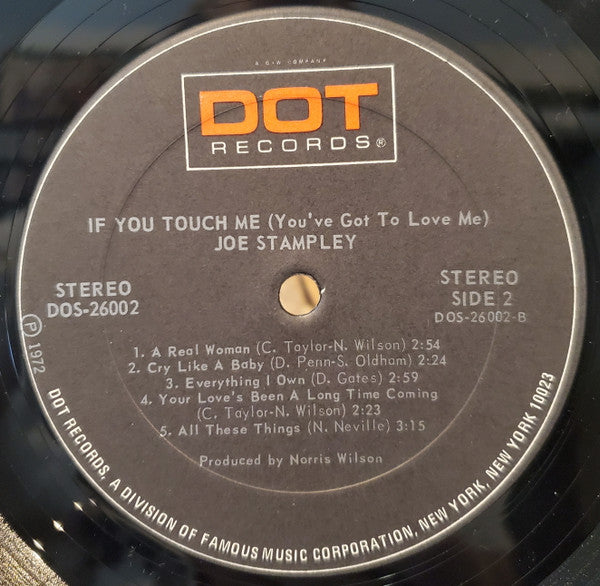 A G+W COMPANY
DOT
RECORDS®
IF YOU TOUCH ME (You've Got To Love Me)
JOE STAMPLEY
STEREO
DOS-26002
STEREO
SIDE 2
DOS-26002-B
℗ 1972
1. A Real Woman (C. Taylor-N. Wilson) 2:54
2. Cry Like A Baby (D. Penn-S. Oldham) 2:24
3. Everything I Own (D. Gates) 2:59
4. Your Love's Been A Long Time Coming
(C. Taylor-N. Wilson) 2:23
5. All These Things (N. Neville) 3:15
Produced by Norris Wilson
DOT RECORDS, A DIVISION OF FAMOUS MUSIC CORPORATION, NEW YORK, NEW YORK 10023